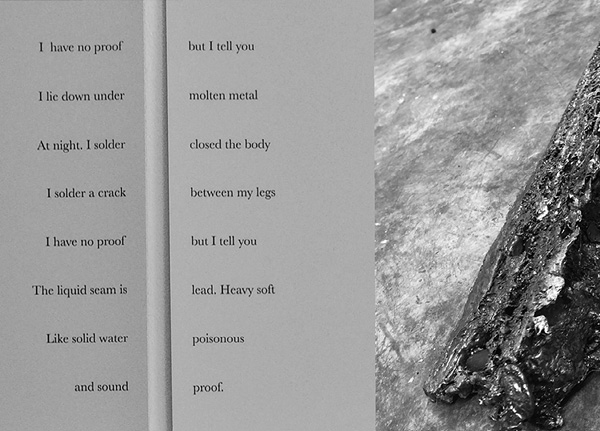 I have no proof but I tell you
I lie down under molten metal
At night. I solder closed the body
I solder a crack between my legs
I have no proof but I tell you
The liquid seam is lead. Heavy soft
Like solid water poisonous
and sound proof.